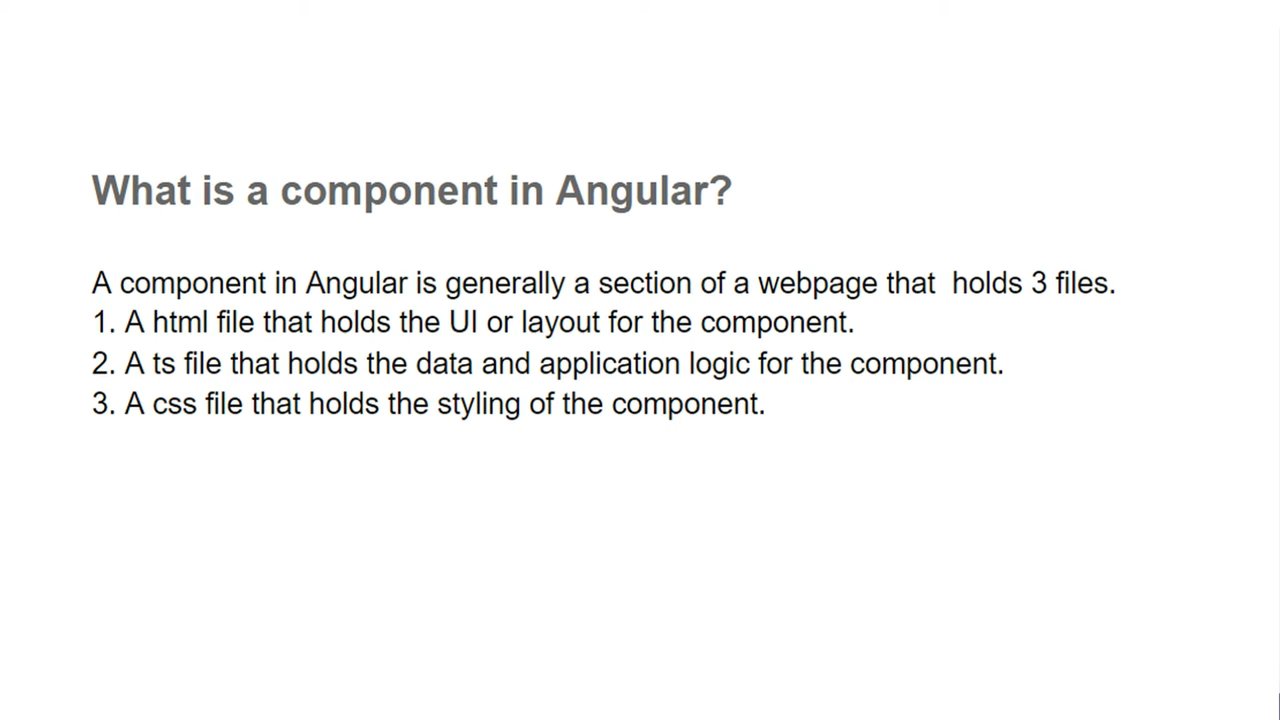 What is a component in Angular?
A component in Angular is generally a section of a webpage that  holds 3 files.
1. A html file that holds the UI or layout for the component.
2. A ts file that holds the data and application logic for the component.
3. A css file that holds the styling of the component.